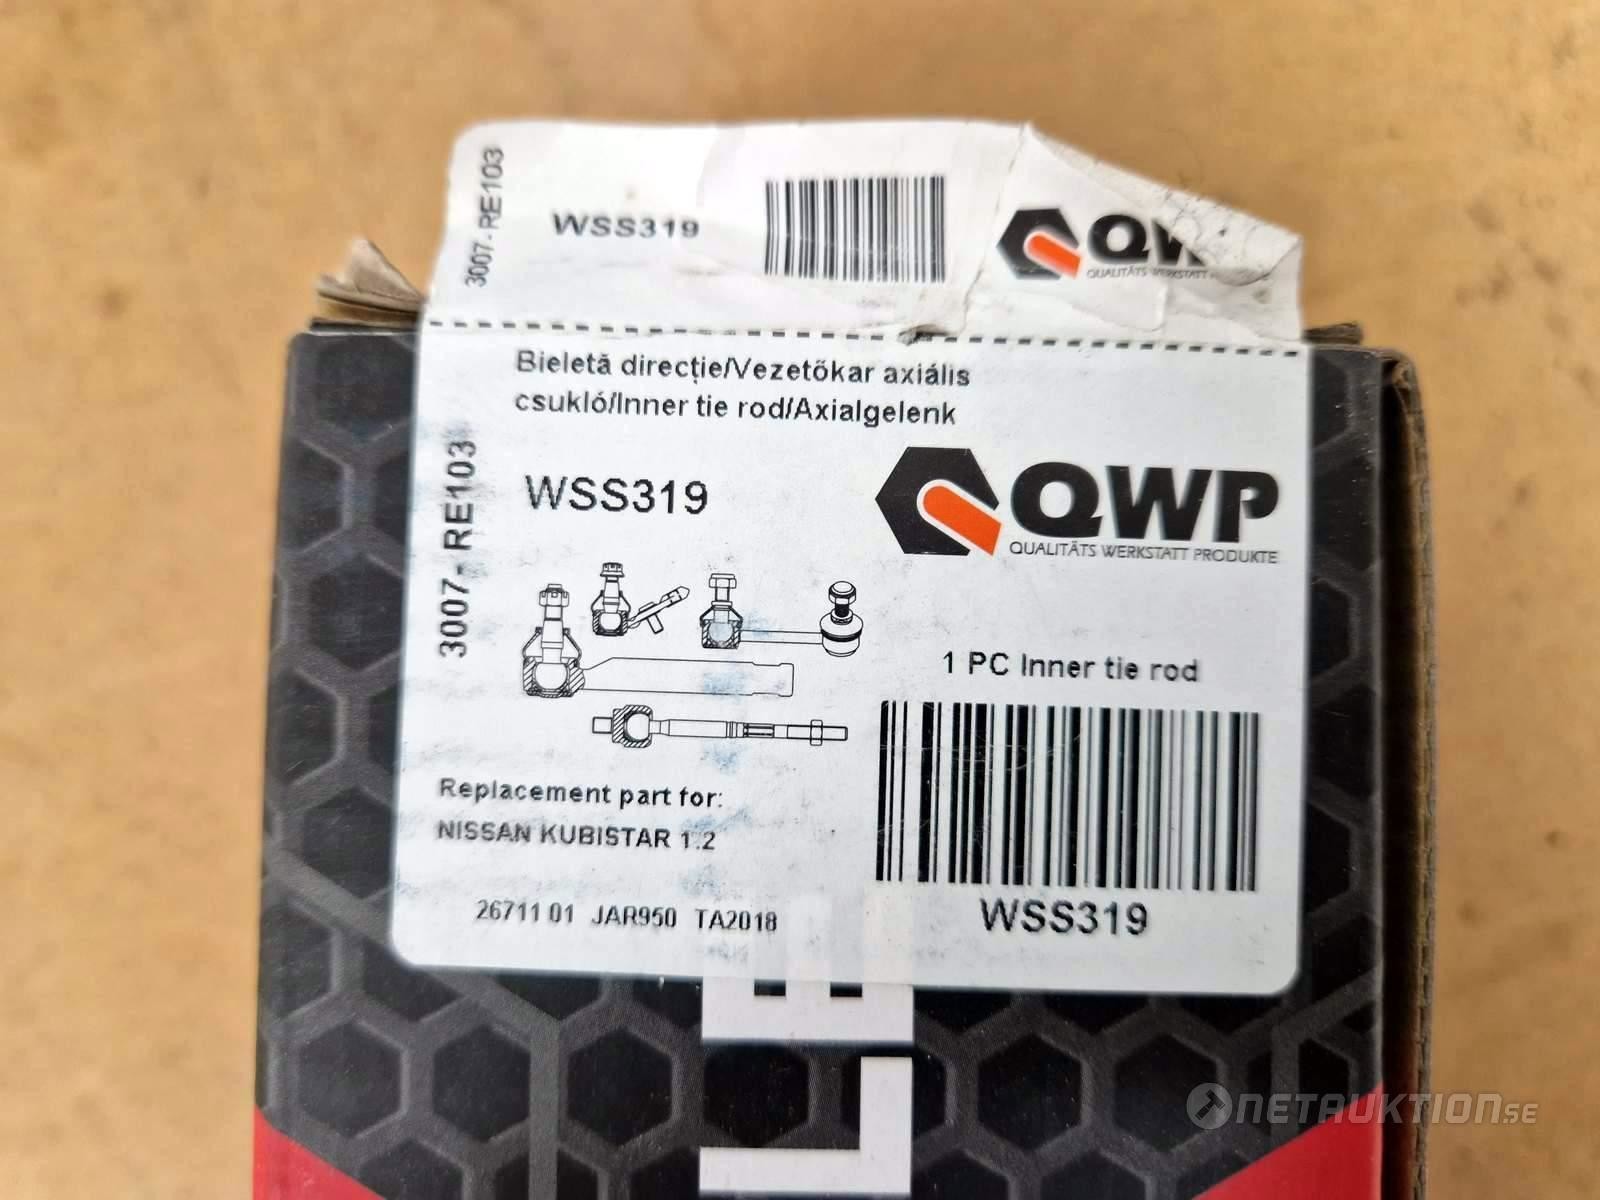 3007-RE103
WSS319
QW
QUALITÄTS WERKSTATT
Bieletă direcție/Vezetőkar axiális
csukló/Inner tie rod/Axialgelenk
3007-RE103
WSS319
QWP
QUALITÄTS WERKSTATT PRODUKTE
1 PC Inner tie rod
Replacement part for:
NISSAN KUBISTAR 1.2
26711 01 JAR950 TA2018
WSS319
NETAUKTION.SE